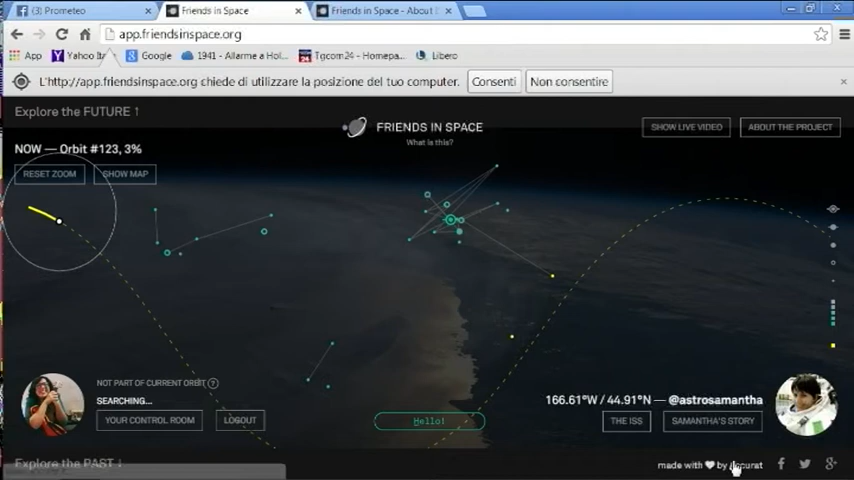 (3) Prometeo
Friends in Space
Friends in Space - About
app.friendsinspace.org
App
Yahoo Ita
Google
1941 - Allarme a Hol...
Tgcom24 - Homepa...
Libero
L'http://app.friendsinspace.org chiede di utilizzare la posizione del tuo computer.
Consenti
Non consentire
Explore the FUTURE ↑
FRIENDS IN SPACE
What is this?
SHOW LIVE VIDEO
ABOUT THE PROJECT
NOW — Orbit #123, 3%
RESET ZOOM
SHOW MAP
NOT PART OF CURRENT ORBIT ?
SEARCHING...
YOUR CONTROL ROOM
LOGOUT
Hello!
166.61°W / 44.91°N — @astrosamantha
THE ISS
SAMANTHA'S STORY
Explore the PAST ↓
made with ♥ by Accurat